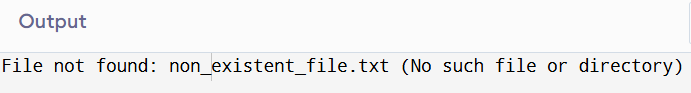 Output
File not found: non_existent_file.txt (No such file or directory)